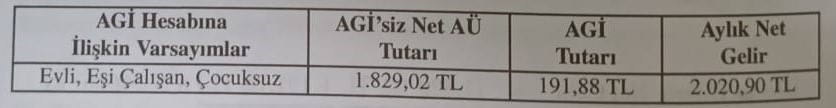 AGİ Hesabına İlişkin Varsayımlar | AGİ'siz Net AÜ Tutarı | AGİ Tutarı | Aylık Net Gelir
Evli, Eşi Çalışan, Çocuksuz | 1.829,02 TL | 191,88 TL | 2.020,90 TL